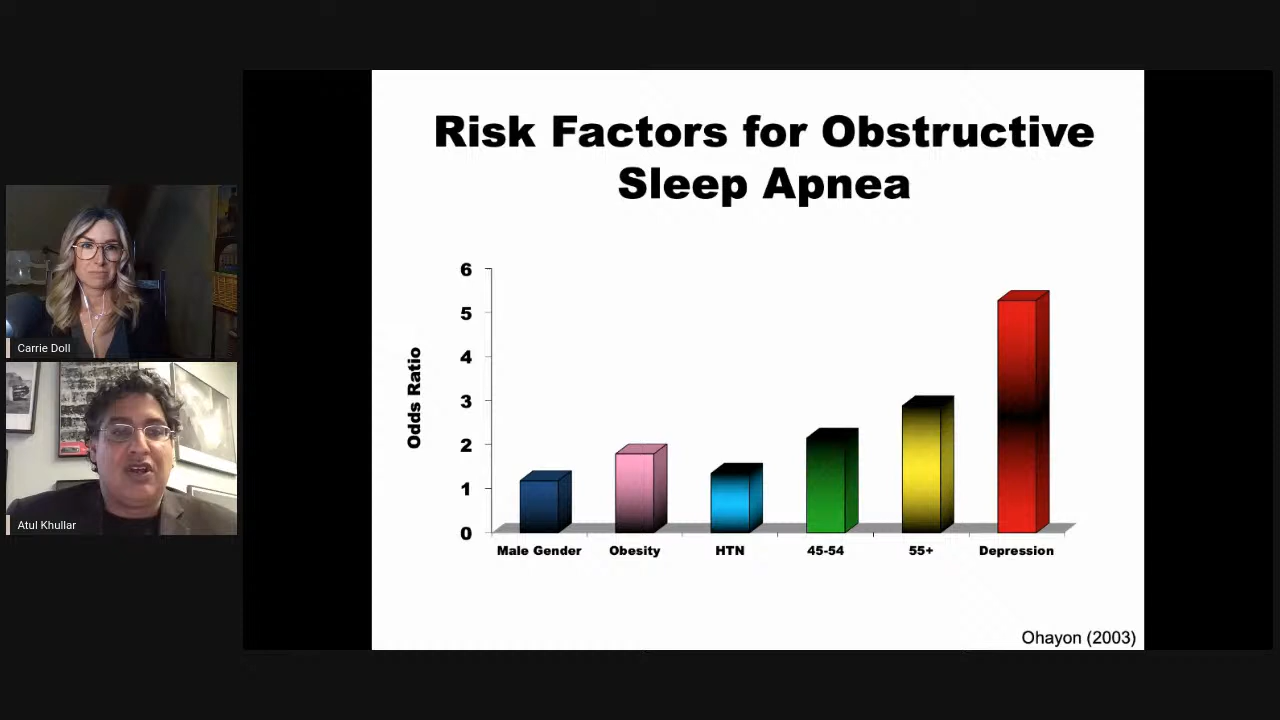 Risk Factors for Obstructive
Sleep Apnea
6
5
4
3
2
1
0
Odds Ratio
Male Gender
Obesity
HTN
45-54
55+
Depression
Ohayon (2003)
Carrie Doll
Atul Khullar